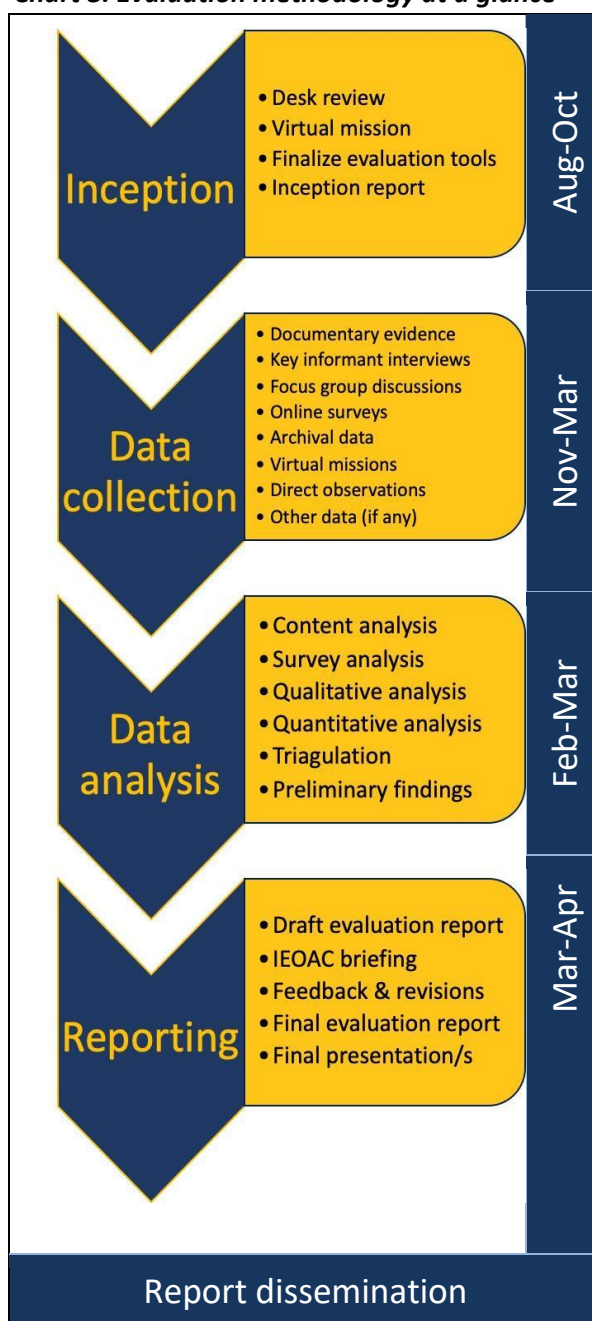 Chart 3: Evaluation methodology at a glance
Inception
• Desk review
• Virtual mission
• Finalize evaluation tools
• Inception report
Aug-Oct
Data
collection
• Documentary evidence
• Key informant interviews
• Focus group discussions
• Online surveys
• Archival data
• Virtual missions
• Direct observations
• Other data (if any)
Nov-Mar
Data
analysis
• Content analysis
• Survey analysis
• Qualitative analysis
• Quantitative analysis
• Triagulation
• Preliminary findings
Feb-Mar
Reporting
• Draft evaluation report
• IEOAC briefing
• Feedback & revisions
• Final evaluation report
• Final presentation/s
Mar-Apr
Report dissemination